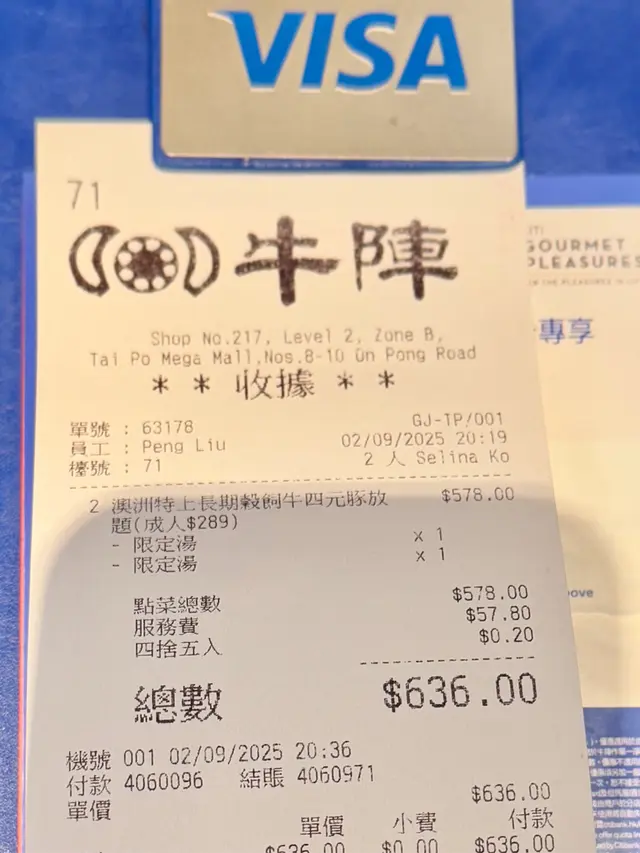 VISA
71
牛陣
Shop No.217, Level 2, Zone B,
Tai Po Mega Mall,Nos.8-10 On Pong Road
* * 收據 * *
單號 : 63178 GJ-TP/001
員工 : Peng Liu 02/09/2025 20:19
檯號 : 71 2 人 Selina Ko
2 澳洲特上長期穀飼牛四元豚放 $578.00
題(成人$289)
- 限定湯 x 1
- 限定湯 x 1
點菜總數 $578.00
服務費 $57.80
四捨五入 $0.20
總數 $636.00
機號 001 02/09/2025 20:36
付款 4060096 結賬 4060971
單價 $636.00
單價 小費 付款
$636.00 $0.00 $636.00
GOURMET
PLEASURES
專享